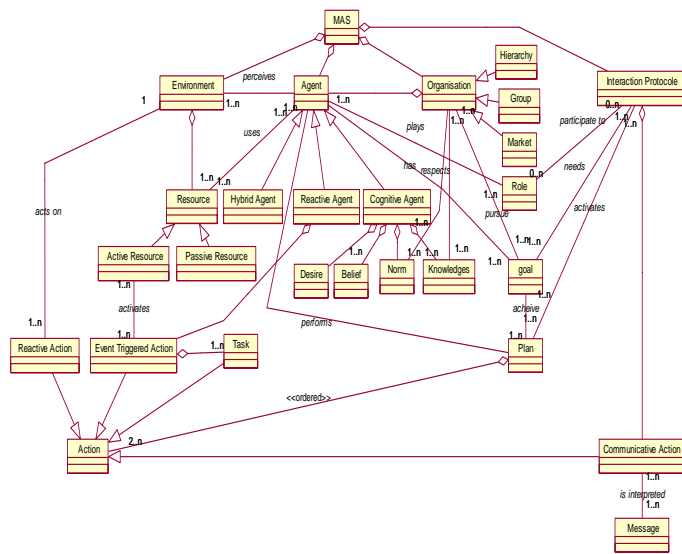 MAS
Hierarchy
perceives
Environment
Agent
Organisation
Interaction Protocole
1
1..n
1..n
1..n
1..n
1..n
Group
0..n
1..n
1..n
plays
participate to
uses
Market
has
respects
needs
0..n
1..n
1..n
Role
1..n
Resource
Hybrid Agent
Reactive Agent
Cognitive Agent
activates
acts on
1..n
pursue
1..n
1..n
Active Resource
Passive Resource
1..n
1..n
1..n
1..n
1..n
Desire
Belief
Norm
Knowledges
goal
1..n
1..n
activates
acheive
1..n
performs
1..n
1..n
1..n
1..n
Reactive Action
Event Triggered Action
Task
Plan
<<ordered>>
2..n
Action
Communicative Action
1..n
is interpreted
1..n
Message